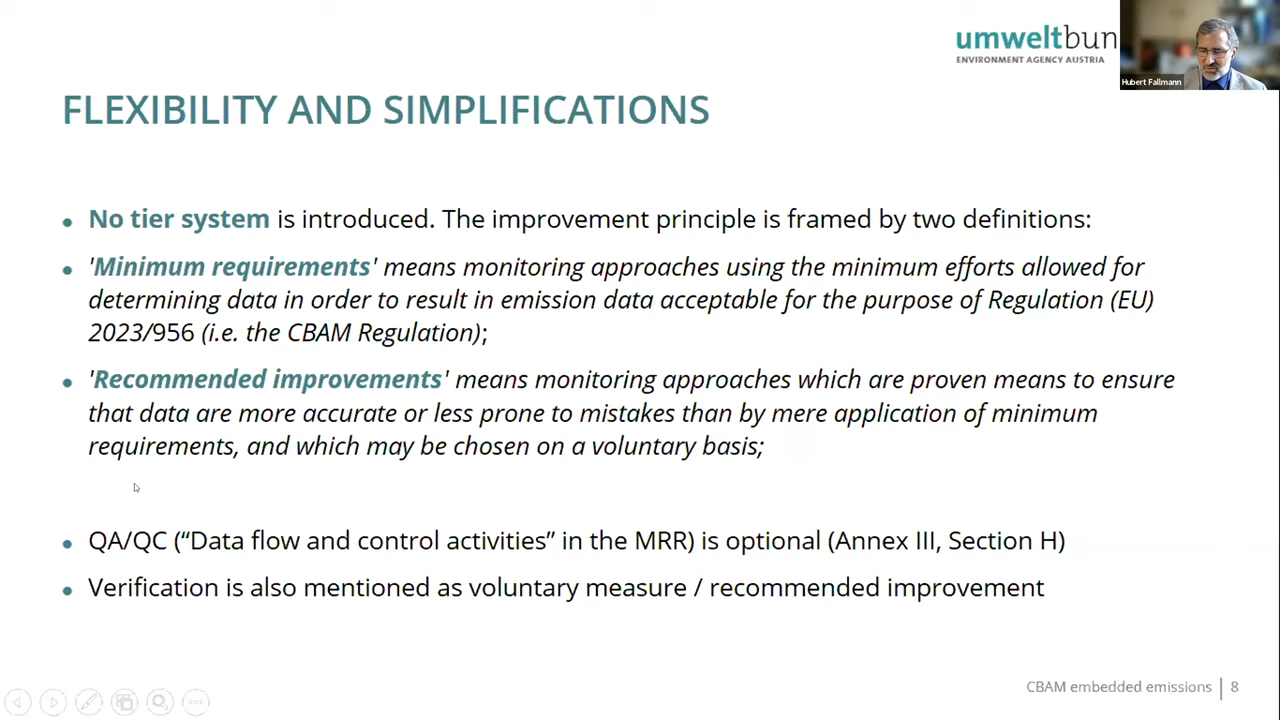 umweltbun
ENVIRONMENT AGENCY AUSTRIA
Hubert Fallmann
FLEXIBILITY AND SIMPLIFICATIONS
• No tier system is introduced. The improvement principle is framed by two definitions:
• 'Minimum requirements' means monitoring approaches using the minimum efforts allowed for
determining data in order to result in emission data acceptable for the purpose of Regulation (EU)
2023/956 (i.e. the CBAM Regulation);
• 'Recommended improvements' means monitoring approaches which are proven means to ensure
that data are more accurate or less prone to mistakes than by mere application of minimum
requirements, and which may be chosen on a voluntary basis;
• QA/QC (“Data flow and control activities” in the MRR) is optional (Annex III, Section H)
• Verification is also mentioned as voluntary measure / recommended improvement
CBAM embedded emissions | 8